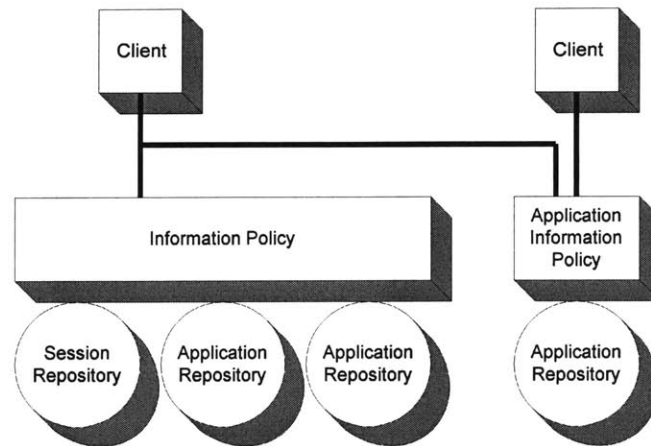 Client
Client
Information Policy
Application
Information
Policy
Session
Repository
Application
Repository
Application
Repository
Application
Repository